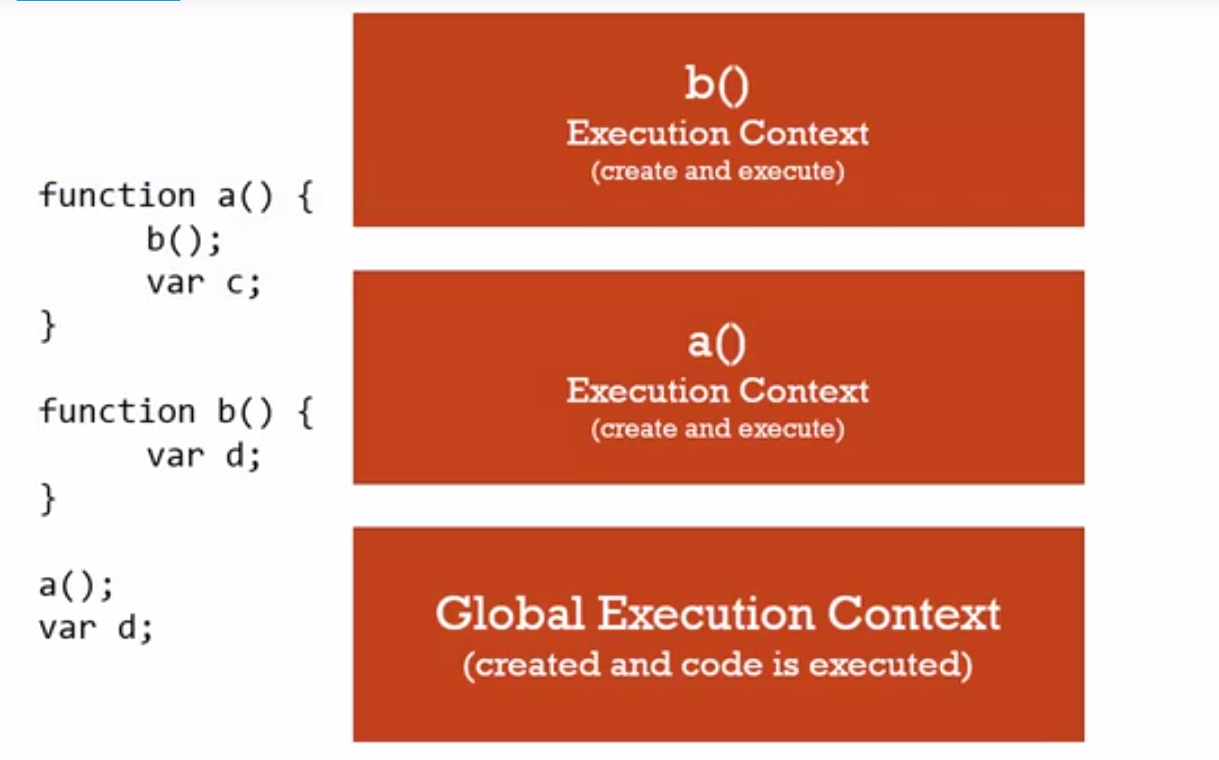 function a() {
b();
var c;
}
function b() {
var d;
}
a();
var d;
b()
Execution Context
(create and execute)
a()
Execution Context
(create and execute)
Global Execution Context
(created and code is executed)